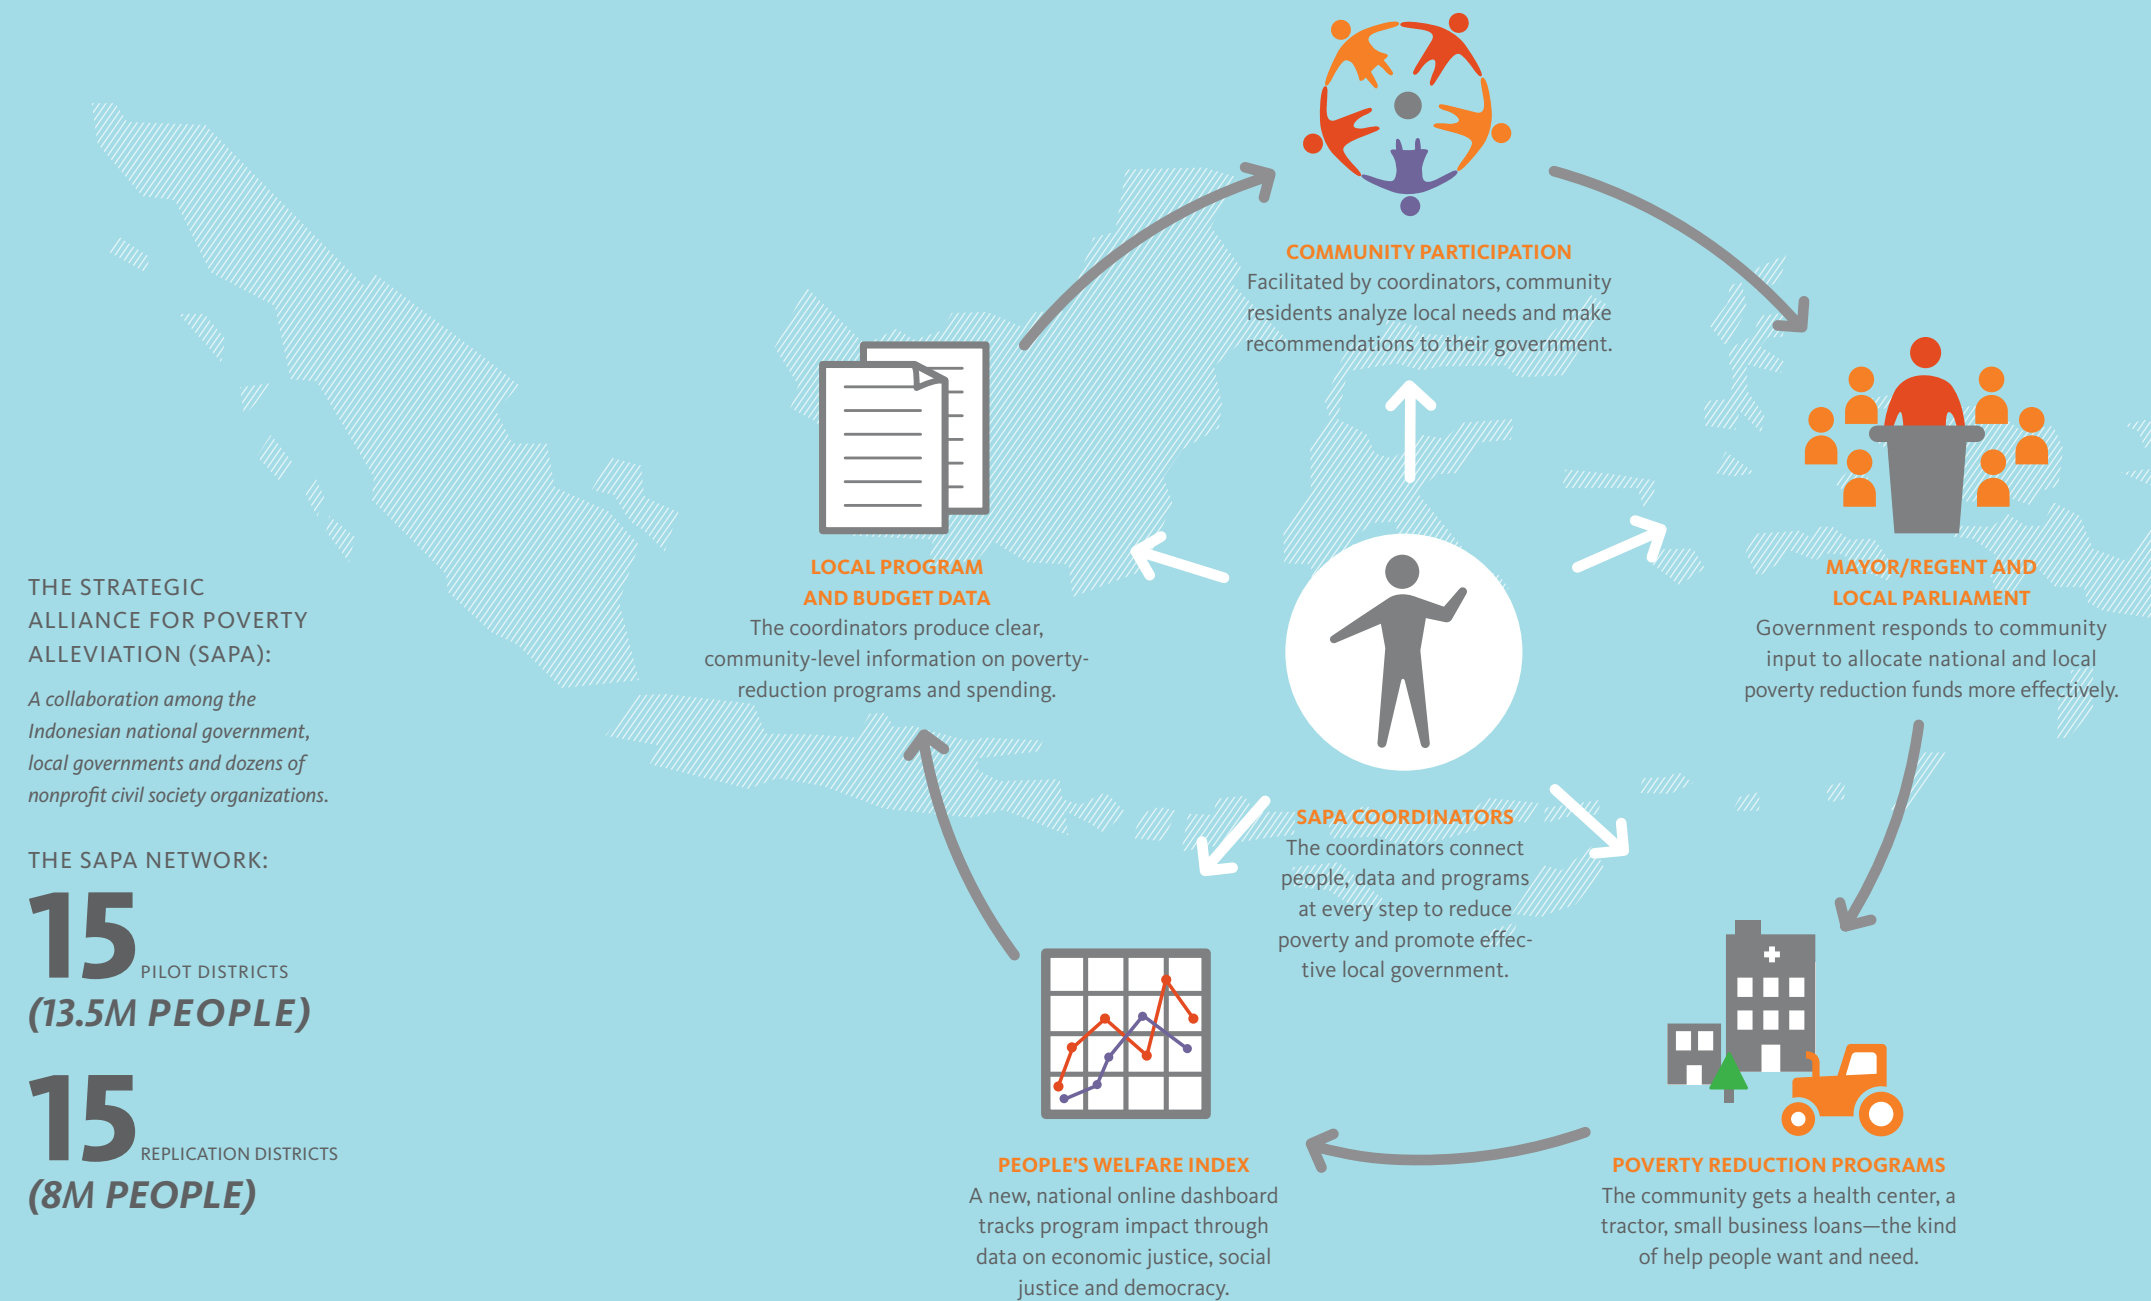 THE STRATEGIC
ALLIANCE FOR POVERTY
ALLEVIATION (SAPA):
A collaboration among the
Indonesian national government,
local governments and dozens of
nonprofit civil society organizations.
THE SAPA NETWORK:
15 PILOT DISTRICTS
(13.5M PEOPLE)
15 REPLICATION DISTRICTS
(8M PEOPLE)
COMMUNITY PARTICIPATION
Facilitated by coordinators, community
residents analyze local needs and make
recommendations to their government.
LOCAL PROGRAM
AND BUDGET DATA
The coordinators produce clear,
community-level information on poverty-
reduction programs and spending.
MAYOR/REGENT AND
LOCAL PARLIAMENT
Government responds to community
input to allocate national and local
poverty reduction funds more effectively.
SAPA COORDINATORS
The coordinators connect
people, data and programs
at every step to reduce
poverty and promote effec-
tive local government.
PEOPLE'S WELFARE INDEX
A new, national online dashboard
tracks program impact through
data on economic justice, social
justice and democracy.
POVERTY REDUCTION PROGRAMS
The community gets a health center, a
tractor, small business loans—the kind
of help people want and need.